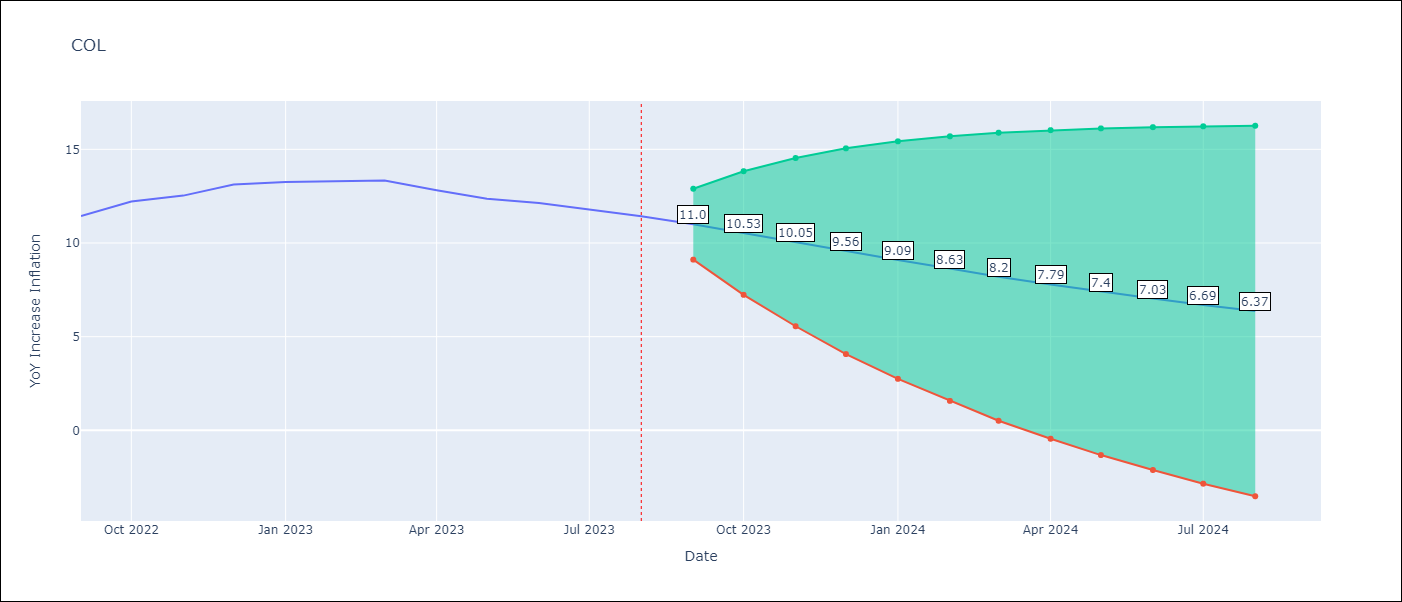 COL
YoY Increase Inflation
15
10
5
0
11.0
10.53
10.05
9.56
9.09
8.63
8.2
7.79
7.4
7.03
6.69
6.37
Oct 2022
Jan 2023
Apr 2023
Jul 2023
Oct 2023
Jan 2024
Apr 2024
Jul 2024
Date